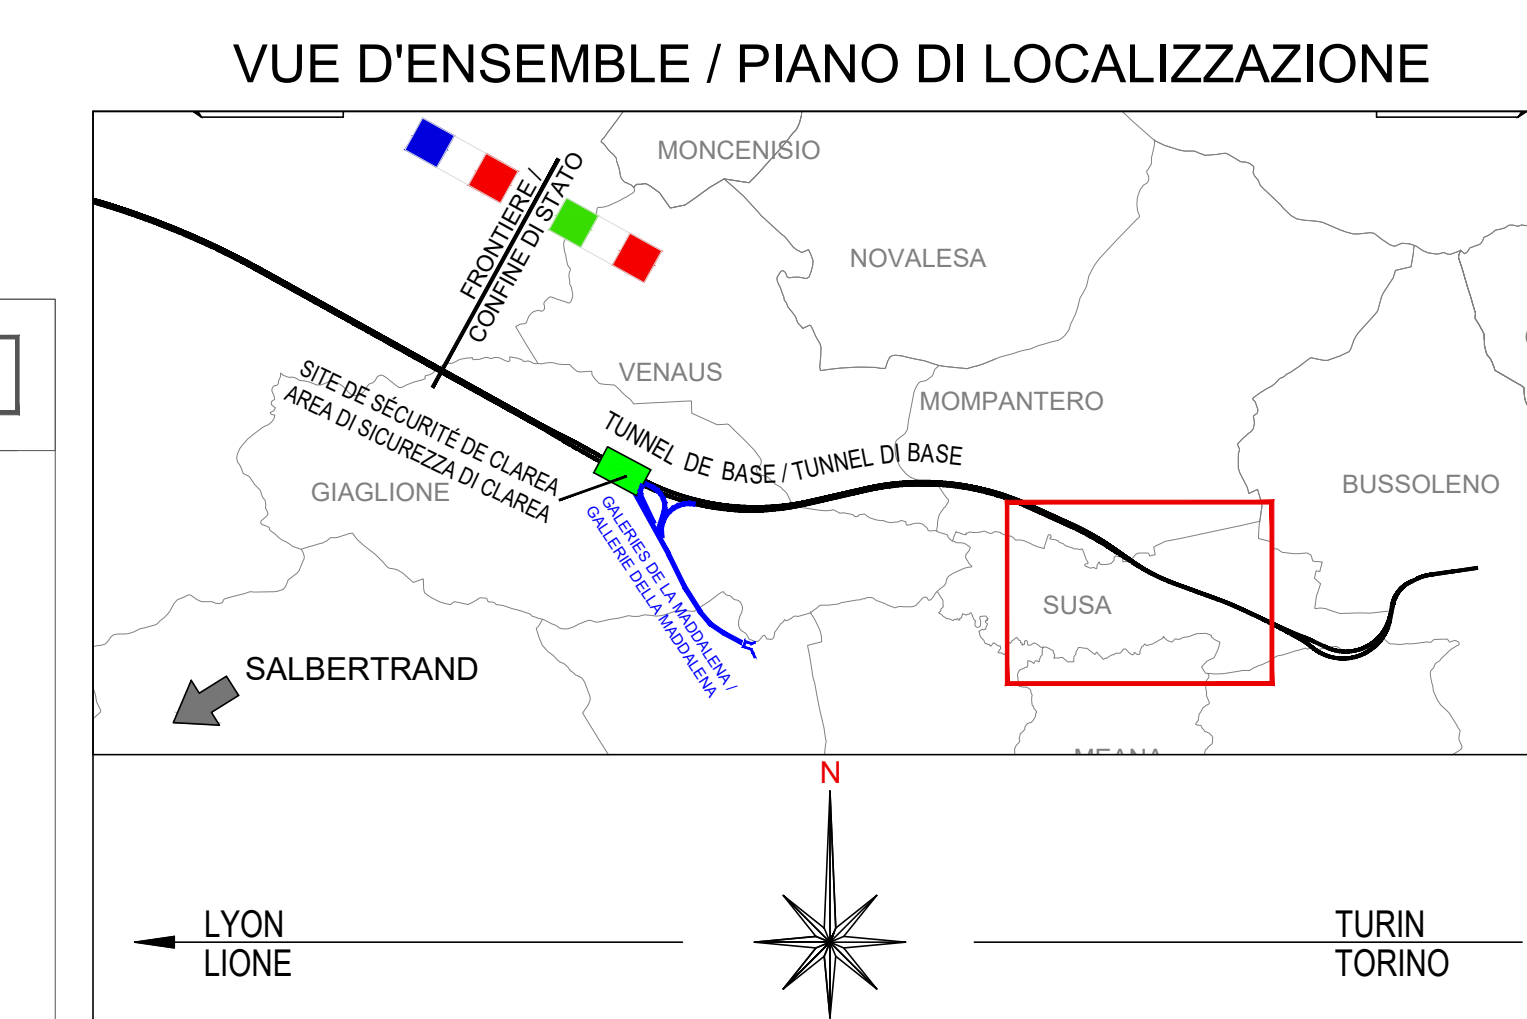 VUE D'ENSEMBLE / PIANO DI LOCALIZZAZIONE
MONCENISIO
FRONTIERE /
CONFINE DI STATO
NOVALESA
VENAUS
MOMPANTERO
SITE DE SÉCURITÉ DE CLAREA
AREA DI SICUREZZA DI CLAREA
TUNNEL DE BASE / TUNNEL DI BASE
GIAGLIONE
BUSSOLENO
GALERIES DE LA MADDALENA /
GALLERIE DELLA MADDALENA
SUSA
SALBERTRAND
MEANA
N
LYON
LIONE
TURIN
TORINO